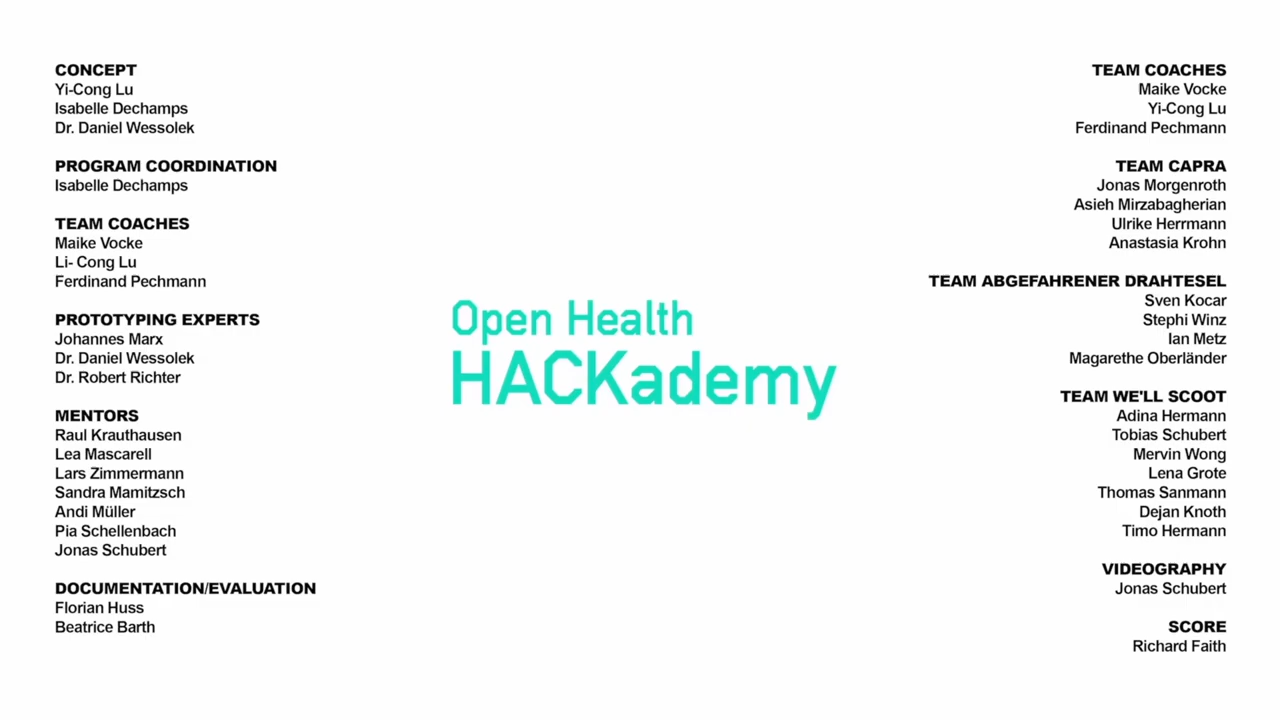 CONCEPT
Yi-Cong Lu
Isabelle Dechamps
Dr. Daniel Wessolek
PROGRAM COORDINATION
Isabelle Dechamps
TEAM COACHES
Maike Vocke
Li- Cong Lu
Ferdinand Pechmann
PROTOTYPING EXPERTS
Johannes Marx
Dr. Daniel Wessolek
Dr. Robert Richter
MENTORS
Raul Krauthausen
Lea Mascarell
Lars Zimmermann
Sandra Mamitzsch
Andi Müller
Pia Schellenbach
Jonas Schubert
DOCUMENTATION/EVALUATION
Florian Huss
Beatrice Barth
Open Health
HACKademy
TEAM COACHES
Maike Vocke
Yi-Cong Lu
Ferdinand Pechmann
TEAM CAPRA
Jonas Morgenroth
Asieh Mirzabagherian
Ulrike Herrmann
Anastasia Krohn
TEAM ABGEFAHRENER DRAHTESEL
Sven Kocar
Stephi Winz
Ian Metz
Magarethe Oberländer
TEAM WE'LL SCOOT
Adina Hermann
Tobias Schubert
Mervin Wong
Lena Grote
Thomas Sanmann
Dejan Knoth
Timo Hermann
VIDEOGRAPHY
Jonas Schubert
SCORE
Richard Faith